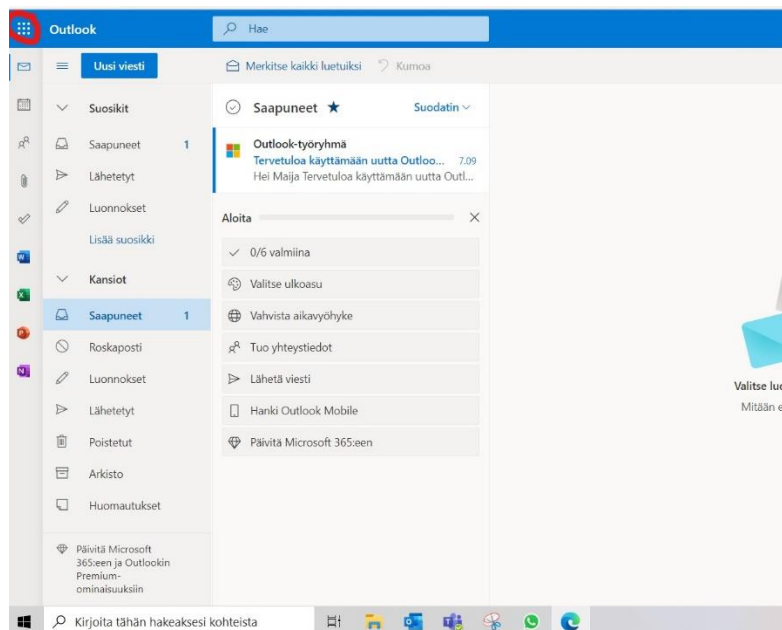 Outlook
Hae
Uusi viesti
Merkitse kaikki luetuiksi
Kumoa
Suosikit
Saapuneet 1
Lähetetyt
Luonnokset
Lisää suosikki
Kansiot
Saapuneet 1
Roskaposti
Luonnokset
Lähetetyt
Poistetut
Arkisto
Huomautukset
Päivitä Microsoft
365:een ja Outlookin
Premium-
ominaisuuksiin
Saapuneet
Suodatin
Outlook-työryhmä
Tervetuloa käyttämään uutta Outloo... 7.09
Hei Maija Tervetuloa käyttämään uutta Outl...
Aloita
0/6 valmiina
Valitse ulkoasu
Vahvista aikavyöhyke
Tuo yhteystiedot
Lähetä viesti
Hanki Outlook Mobile
Päivitä Microsoft 365:een
Valitse lue
Mitään e
Kirjoita tähän hakeaksesi kohteista